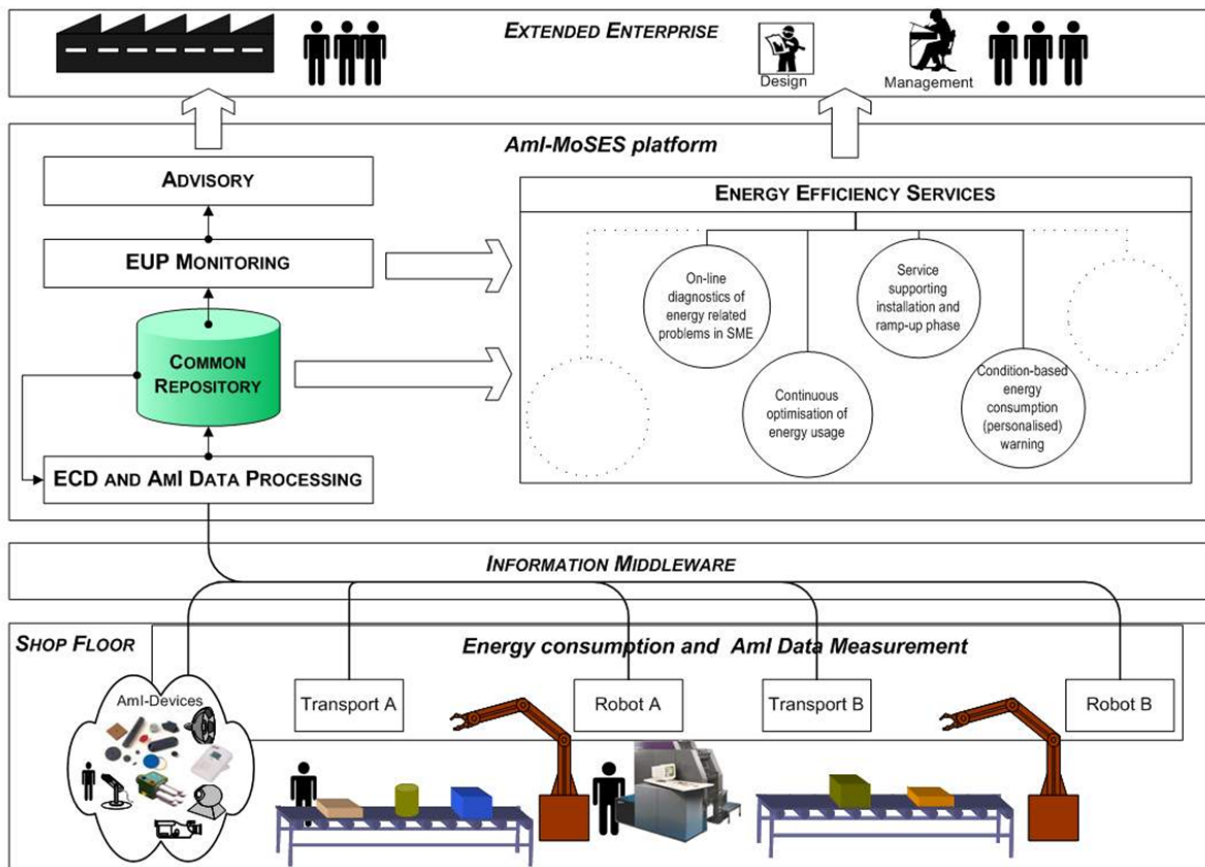 EXTENDED ENTERPRISE
Design
Management
AmI-MoSES platform
ADVISORY
EUP MONITORING
COMMON
REPOSITORY
ECD AND AMI DATA PROCESSING
ENERGY EFFICIENCY SERVICES
On-line
diagnostics of
energy related
problems in SME
Continuous
optimisation of
energy usage
Service
supporting
installation and
ramp-up phase
Condition-based
energy
consumption
(personalised)
warning
INFORMATION MIDDLEWARE
SHOP FLOOR
Energy consumption and AmI Data Measurement
AmI-Devices
Transport A
Robot A
Transport B
Robot B